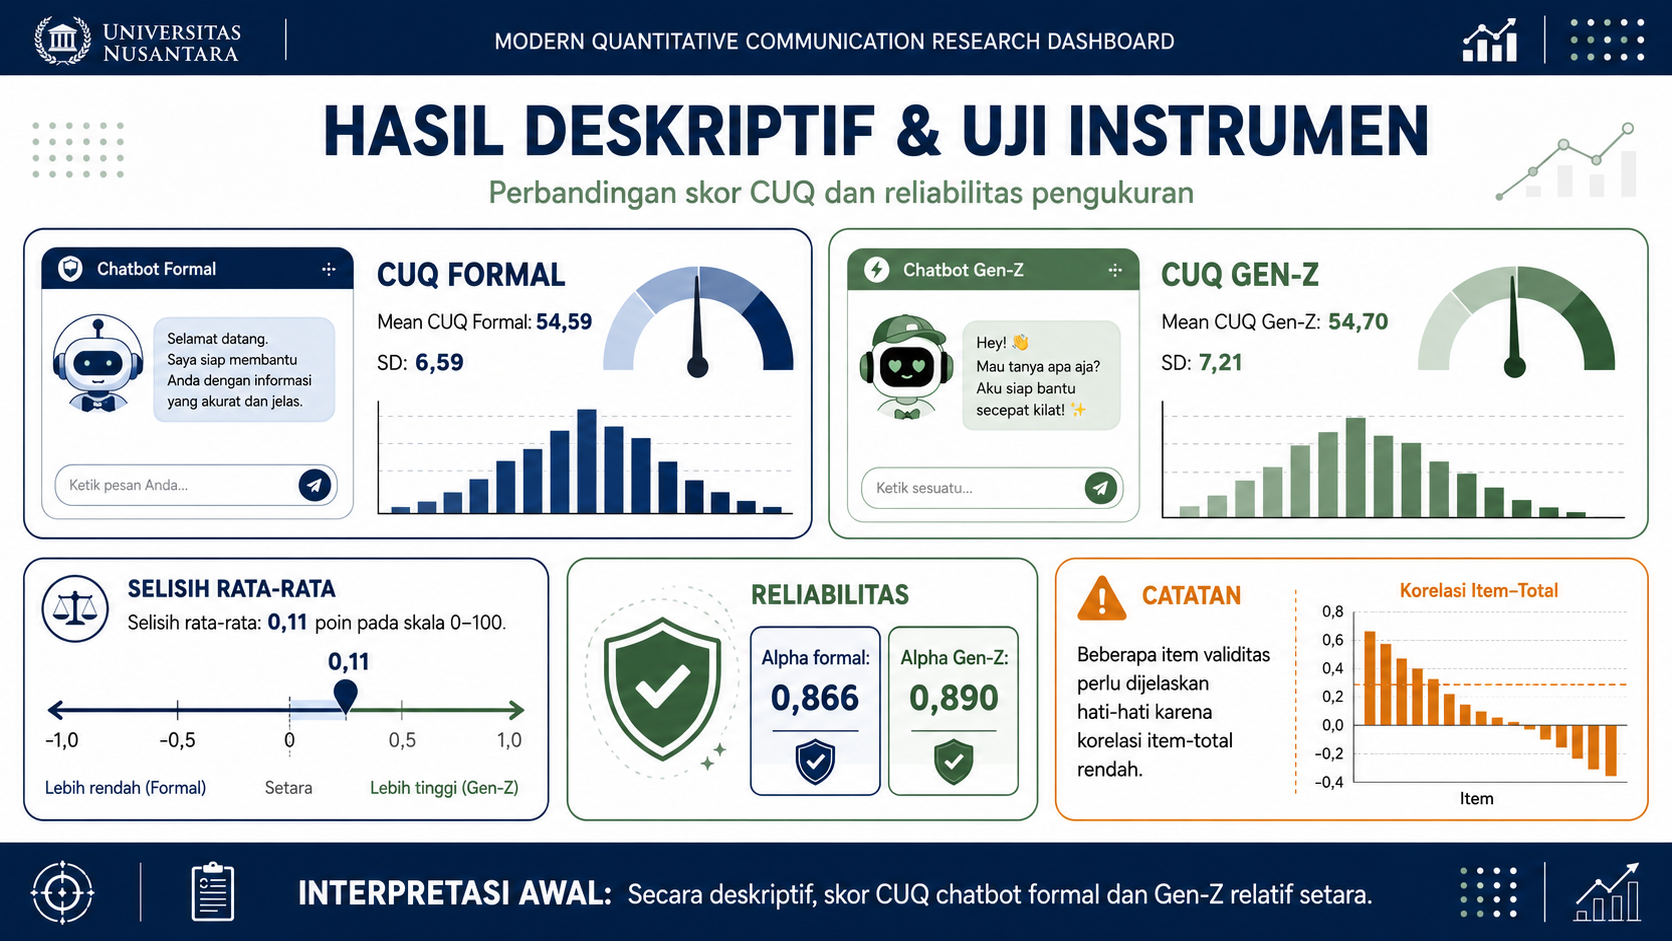 UNIVERSITAS
NUSANTARA
MODERN QUANTITATIVE COMMUNICATION RESEARCH DASHBOARD
HASIL DESKRIPTIF & UJI INSTRUMEN
Perbandingan skor CUQ dan reliabilitas pengukuran
Chatbot Formal
Selamat datang.
Saya siap membantu
Anda dengan informasi
yang akurat dan jelas.
Ketik pesan Anda...
CUQ FORMAL
Mean CUQ Formal: 54,59
SD: 6,59
Chatbot Gen-Z
Hey! 👋
Mau tanya apa aja?
Aku siap bantu
secepat kilat! ✨
Ketik sesuatu...
CUQ GEN-Z
Mean CUQ Gen-Z: 54,70
SD: 7,21
SELISIH RATA-RATA
Selisih rata-rata: 0,11 poin pada skala 0–100.
0,11
-1,0 -0,5 0 0,5 1,0
Lebih rendah (Formal) Setara Lebih tinggi (Gen-Z)
RELIABILITAS
Alpha formal:
0,866
Alpha Gen-Z:
0,890
CATATAN
Beberapa item validitas
perlu dijelaskan
hati-hati karena
korelasi item-total
rendah.
Korelasi Item–Total
0,8
0,6
0,4
0,2
0,0
-0,2
-0,4
Item
INTERPRETASI AWAL: Secara deskriptif, skor CUQ chatbot formal dan Gen-Z relatif setara.